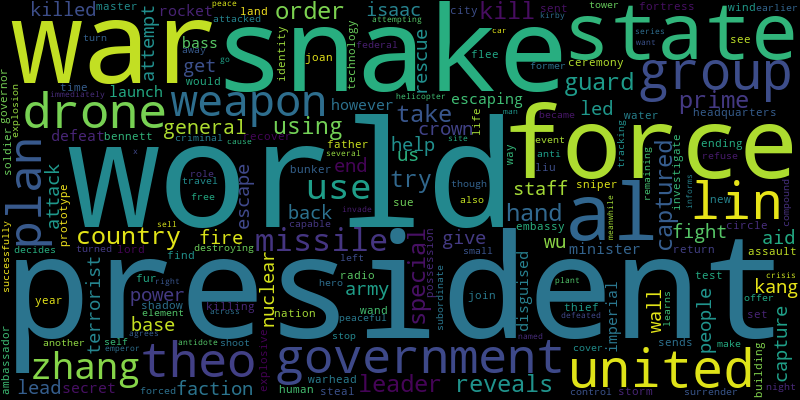 killed master rocket land order isaac kill sent city tower fortress wind earlier
peace attacked attempting kirby car series want
war snake state
turn attempt bass identity joan technology rescue federal flee former ceremony see
away get go would
time launch however escaping guard group
governor explosion immediately
drone weapon take led prime
soldier defeat bennett general using crown life became water headquarters
criminal recover father way event tracking
world force
plan cause several help us site man anti remaining refuse ending
role bunker end try though liu sniper investigate
attack prototype travel free escape use sue also staff meanwhile captured new informs compound
back hand al lin
country fire capable missile invade give embassy wu minister fight circle aid
successfully sell destroying special possession small disguised return assault
decides turned lord find left
president
terrorist fur right nuclear radio hero army subordinate join plant test crisis kang
year power shadow killing nation wand peaceful thief defeated imperial wall people offer
element across stop named learns set
another base
ambassador self agrees antidote shoot cover sends make
emperor
zhang theo government united building capture
lead secret forced faction explosive human warhead steal leader reveals control storm surrender night